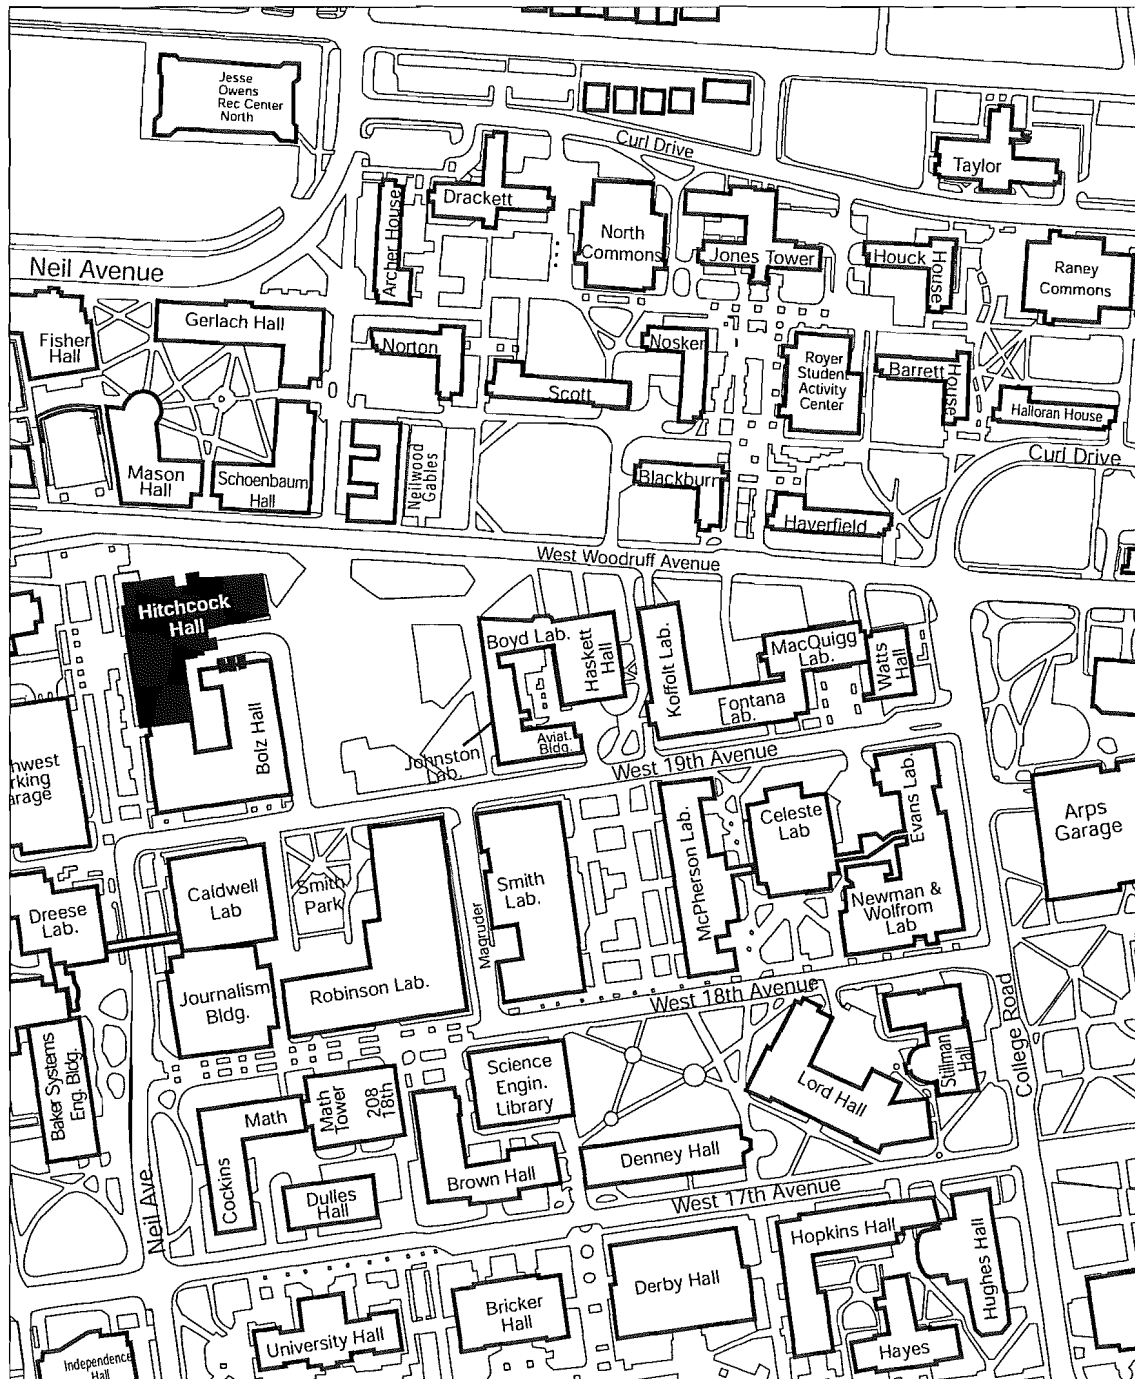 Jesse
Owens
Rec Center
North
Curl Drive
Taylor
Drackett
Archer House
North
Commons
Jones Tower
Houck
House
Raney
Commons
Neil Avenue
Gerlach Hall
Fisher
Hall
Norton
Nosker
Scott
Royer
Student
Activity
Center
Barrett
House
Halloran House
Curl Drive
Mason
Hall
Schoenbaum
Hall
Neilwood
Gables
Blackburn
Haverfield
West Woodruff Avenue
Hitchcock
Hall
Boyd Lab.
Haskett
Hall
Koffolt Lab.
MacQuigg
Lab.
Watts
Hall
Fontana
Lab.
Bolz Hall
Johnston
Lab.
Aviat.
Bldg.
West 19th Avenue
hwest
rking
arage
McPherson Lab.
Celeste
Lab
Evans Lab.
Arps
Garage
Caldwell
Lab
Smith
Park
Smith
Lab.
Magruder
Newman &
Wolfrom
Lab
Dreese
Lab.
Journalism
Bldg.
Robinson Lab.
West 18th Avenue
College Road
Baker Systems
Eng. Bldg.
Science
Engin.
Library
Lord Hall
Stillman
Hall
Math
Math
Tower
208
18th
Cockins
Dulles
Hall
Brown Hall
Denney Hall
West 17th Avenue
Neil Ave.
Hopkins Hall
Hughes Hall
Derby Hall
Bricker
Hall
University Hall
Hayes
Independence
Hall